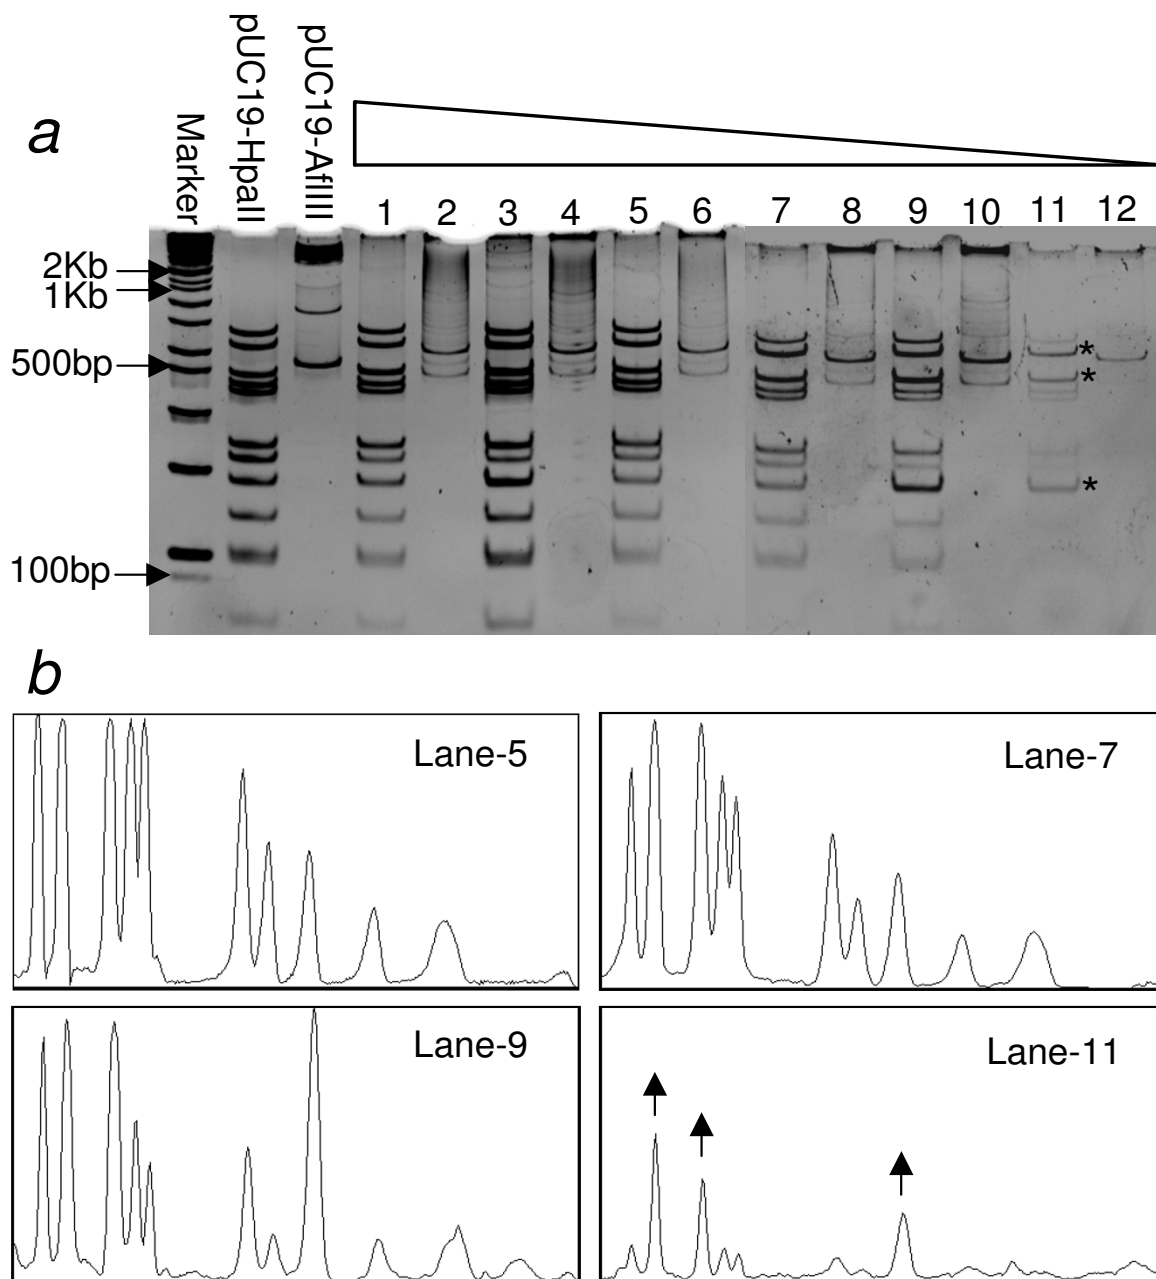 a
Marker
pUC19-HpaII
pUC19-AflIII
1 2 3 4 5 6 7 8 9 10 11 12
2Kb
1Kb
500bp
100bp
*
*
*
b
Lane-5
Lane-7
Lane-9
Lane-11